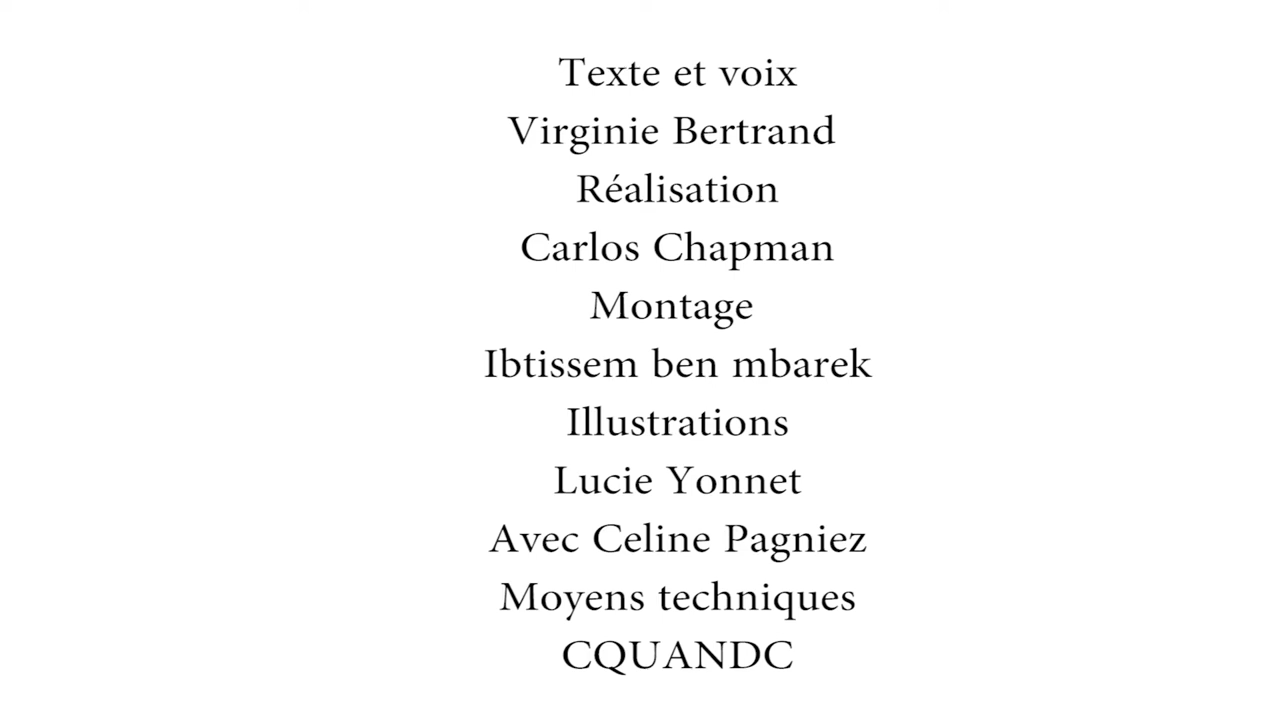 Texte et voix
Virginie Bertrand
Réalisation
Carlos Chapman
Montage
Ibtissem ben mbarek
Illustrations
Lucie Yonnet
Avec Celine Pagniez
Moyens techniques
CQUANDC